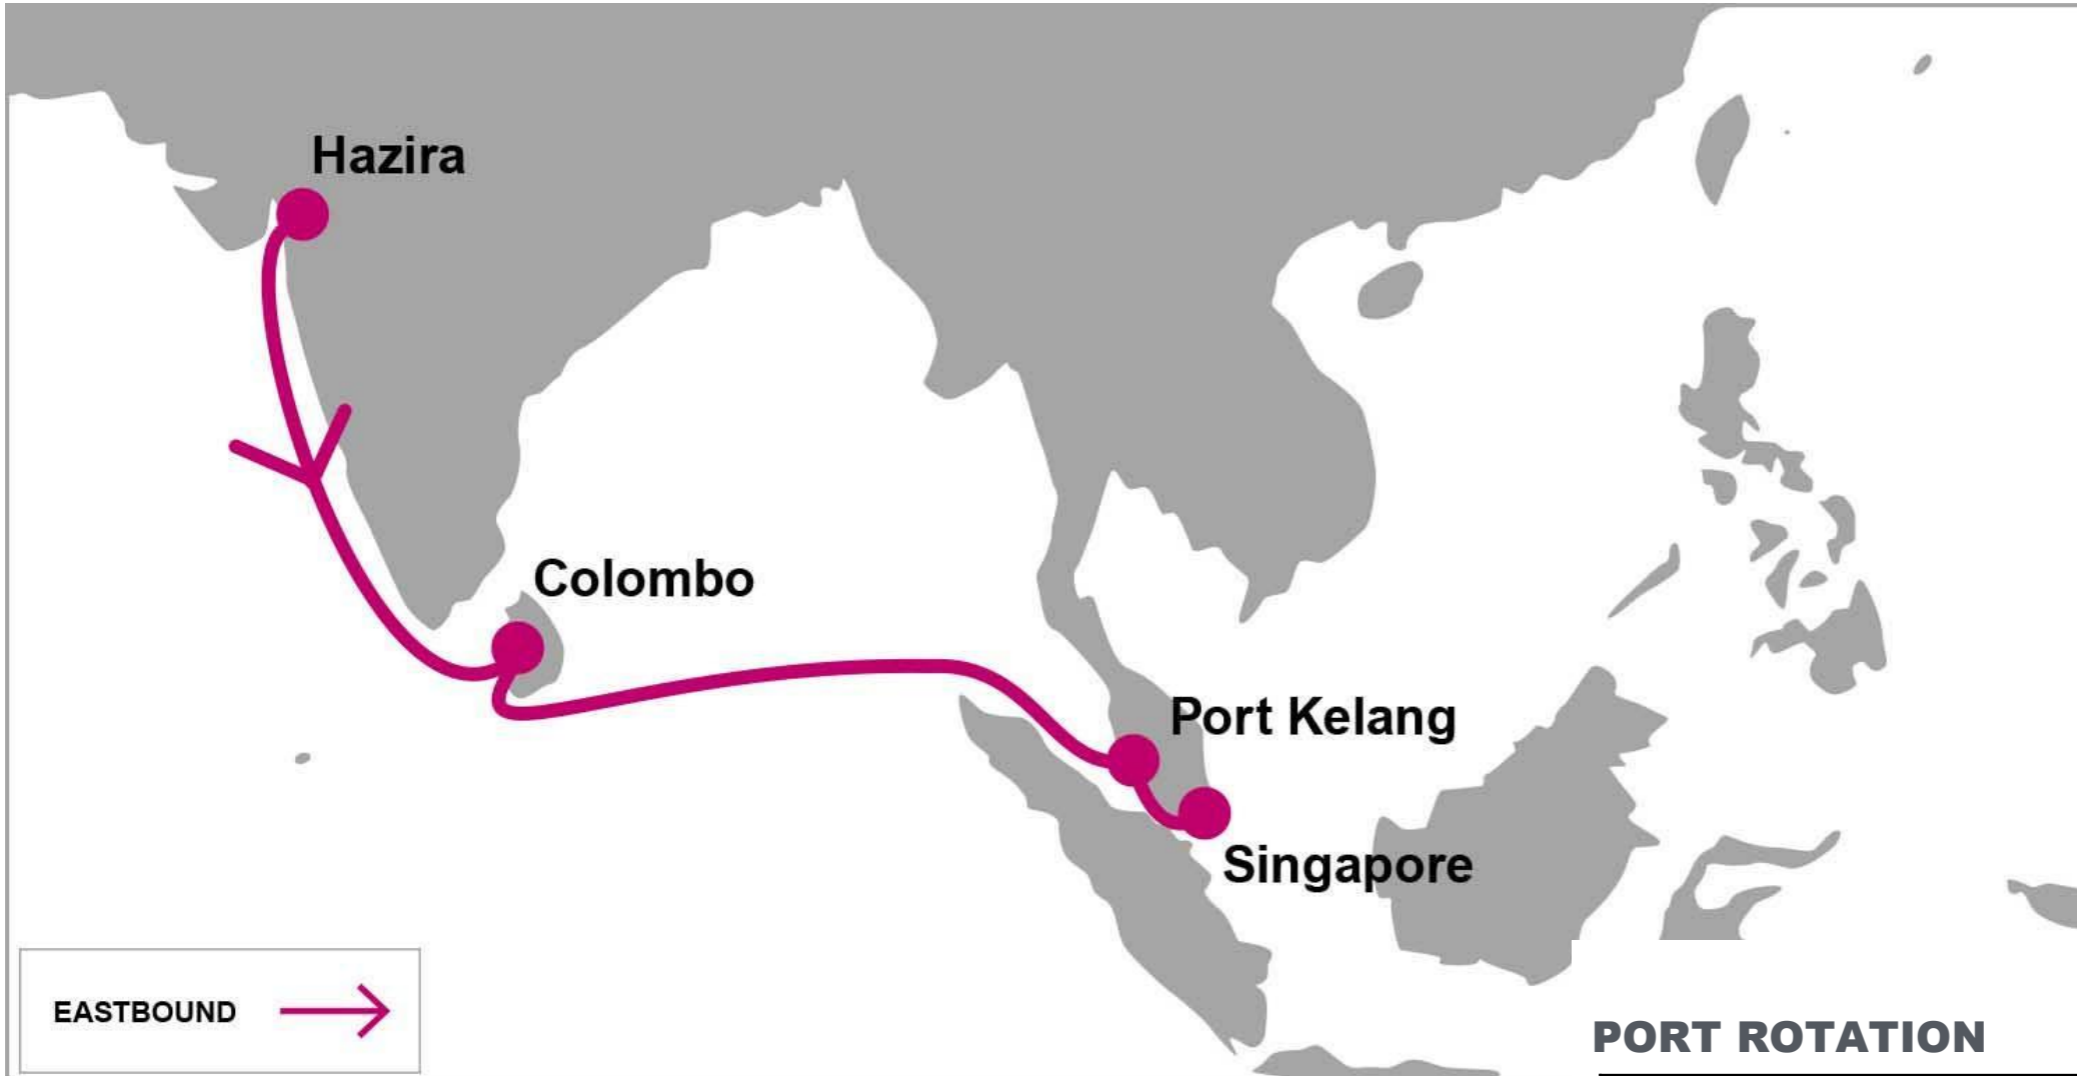 Hazira
Colombo
Port Kelang
Singapore
EASTBOUND
PORT ROTATION